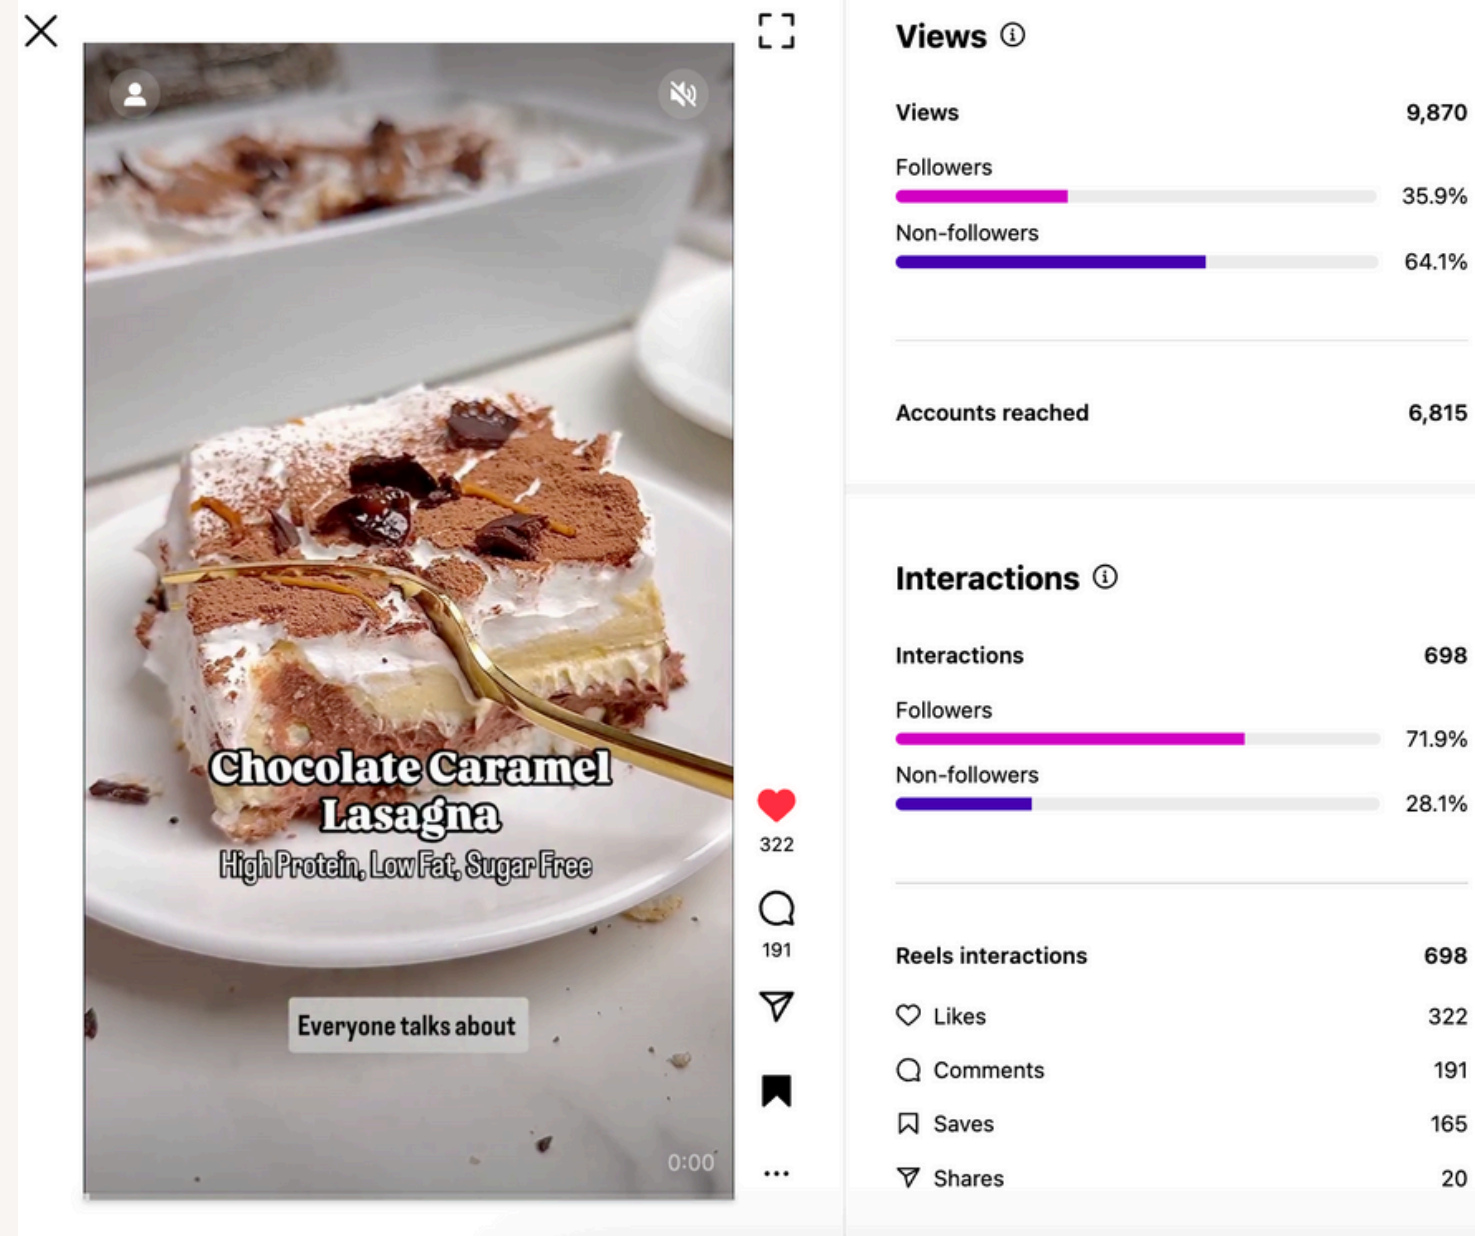 Chocolate Caramel
Lasagna
High Protein, Low Fat, Sugar Free
Everyone talks about
0:00
322
191
Views
Views 9,870
Followers
35.9%
Non-followers
64.1%
Accounts reached 6,815
Interactions
Interactions 698
Followers
71.9%
Non-followers
28.1%
Reels interactions 698
Likes 322
Comments 191
Saves 165
Shares 20